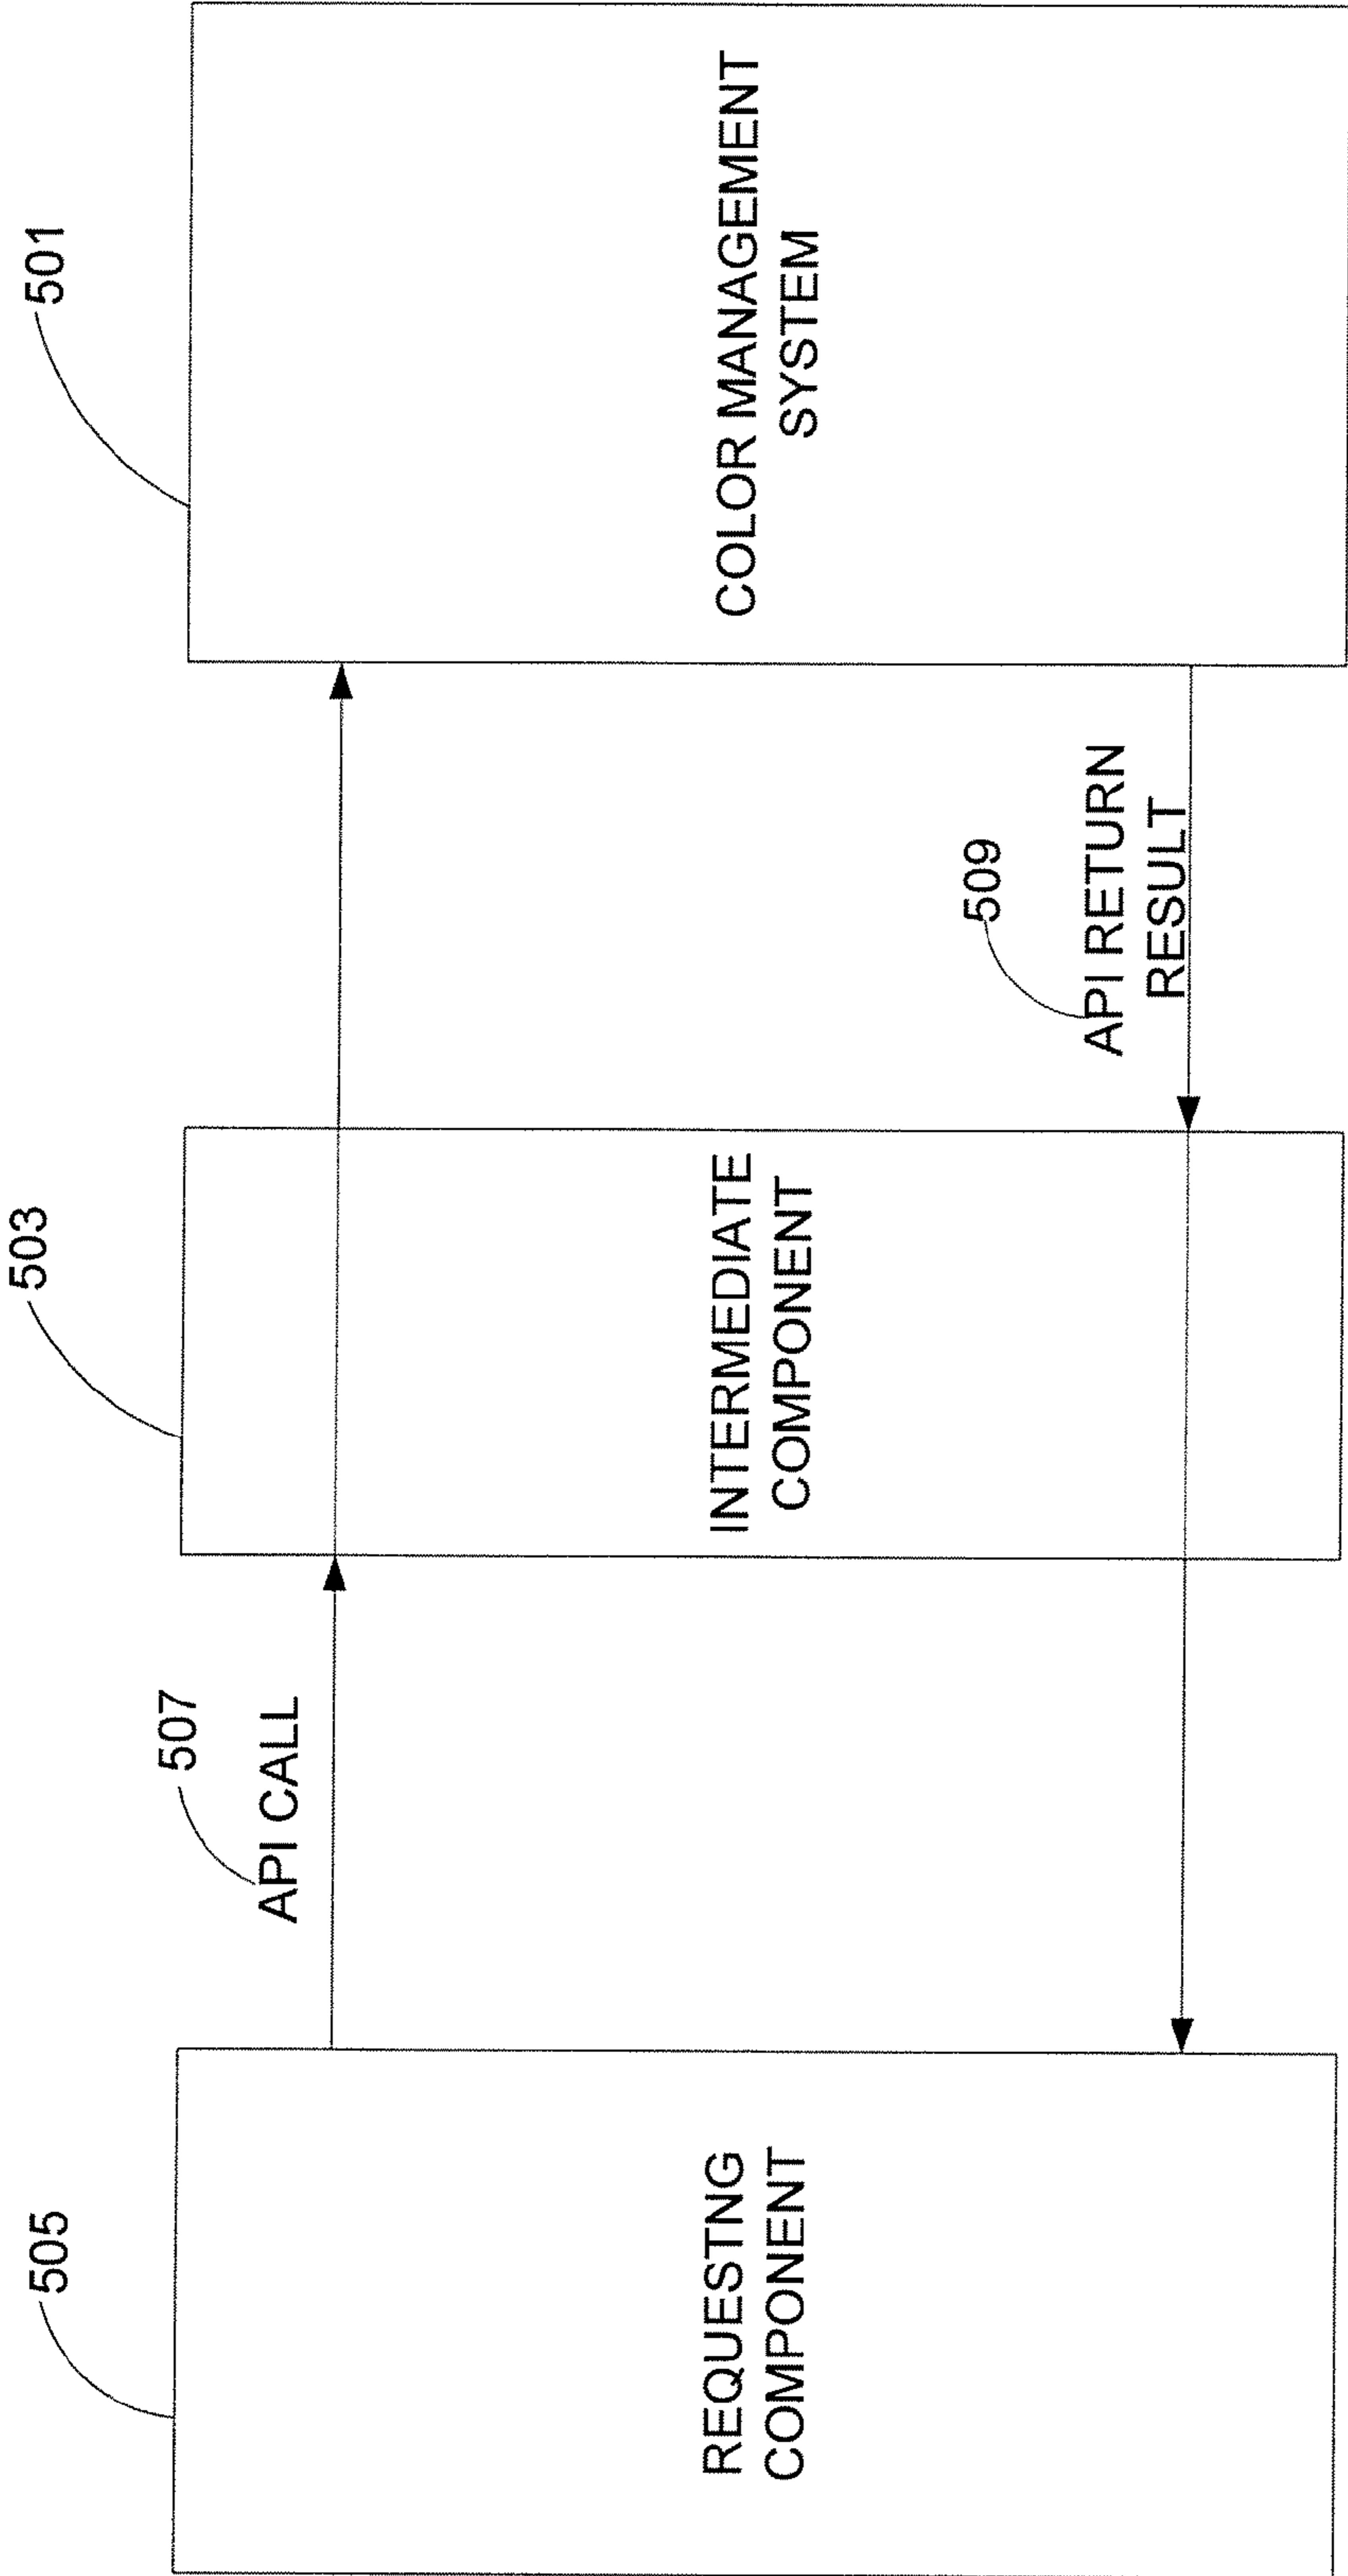 505
REQUESTNG
COMPONENT
507
API CALL
503
INTERMEDIATE
COMPONENT
509
API RETURN
RESULT
501
COLOR MANAGEMENT
SYSTEM